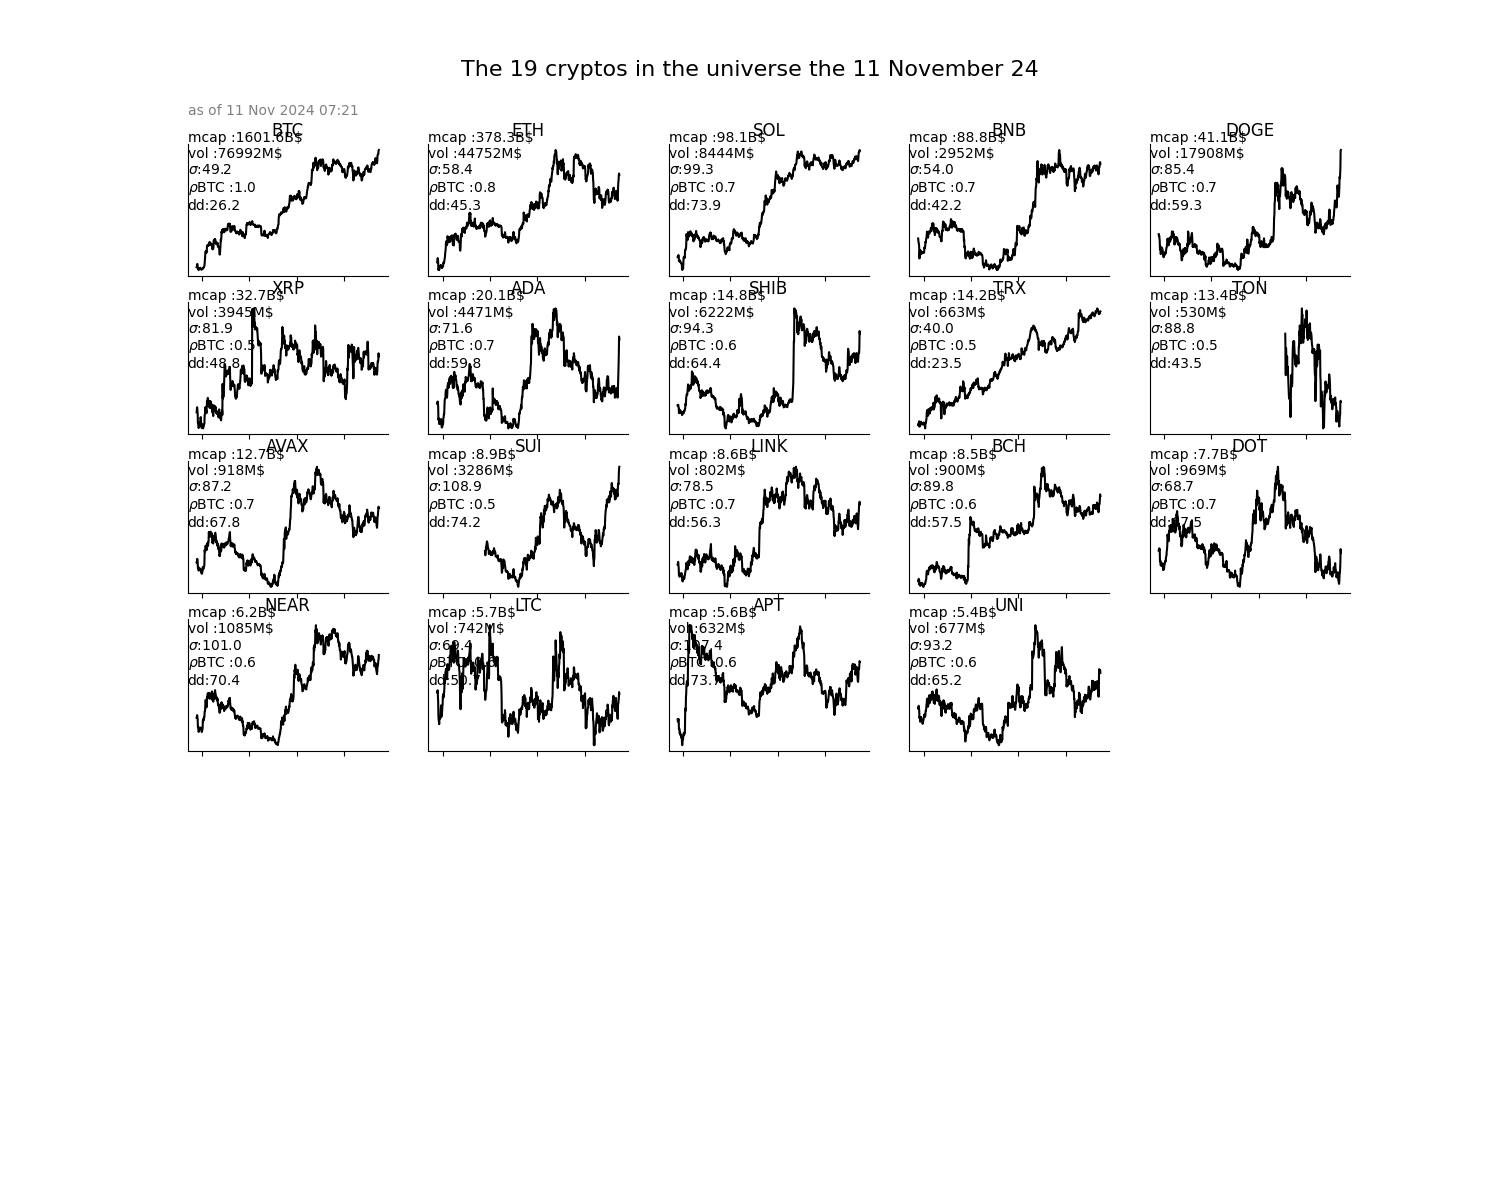 The 19 cryptos in the universe the 11 November 24
as of 11 Nov 2024 07:21
BTC
mcap :1601.6B$
vol :76992M$
σ:49.2
ρBTC :1.0
dd:26.2
ETH
mcap :378.3B$
vol :44752M$
σ:58.4
ρBTC :0.8
dd:45.3
SOL
mcap :98.1B$
vol :8444M$
σ:99.3
ρBTC :0.7
dd:73.9
BNB
mcap :88.8B$
vol :2952M$
σ:54.0
ρBTC :0.7
dd:42.2
DOGE
mcap :41.1B$
vol :17908M$
σ:85.4
ρBTC :0.7
dd:59.3
XRP
mcap :32.7B$
vol :3945M$
σ:81.9
ρBTC :0.5
dd:48.8
ADA
mcap :20.1B$
vol :4471M$
σ:71.6
ρBTC :0.7
dd:59.8
SHIB
mcap :14.8B$
vol :6222M$
σ:94.3
ρBTC :0.6
dd:64.4
TRX
mcap :14.2B$
vol :663M$
σ:40.0
ρBTC :0.5
dd:23.5
TON
mcap :13.4B$
vol :530M$
σ:88.8
ρBTC :0.5
dd:43.5
AVAX
mcap :12.7B$
vol :918M$
σ:87.2
ρBTC :0.7
dd:67.8
SUI
mcap :8.9B$
vol :3286M$
σ:108.9
ρBTC :0.5
dd:74.2
LINK
mcap :8.6B$
vol :802M$
σ:78.5
ρBTC :0.7
dd:56.3
BCH
mcap :8.5B$
vol :900M$
σ:89.8
ρBTC :0.6
dd:57.5
DOT
mcap :7.7B$
vol :969M$
σ:68.7
ρBTC :0.7
NEAR
mcap :6.2B$
vol :1085M$
σ:101.0
ρBTC :0.6
dd:70.4
LTC
mcap :5.7B$
vol :742M$
APT
mcap :5.6B$
vol :632M$
σ:107.4
ρBTC :0.6
UNI
mcap :5.4B$
vol :677M$
σ:93.2
ρBTC :0.6
dd:65.2